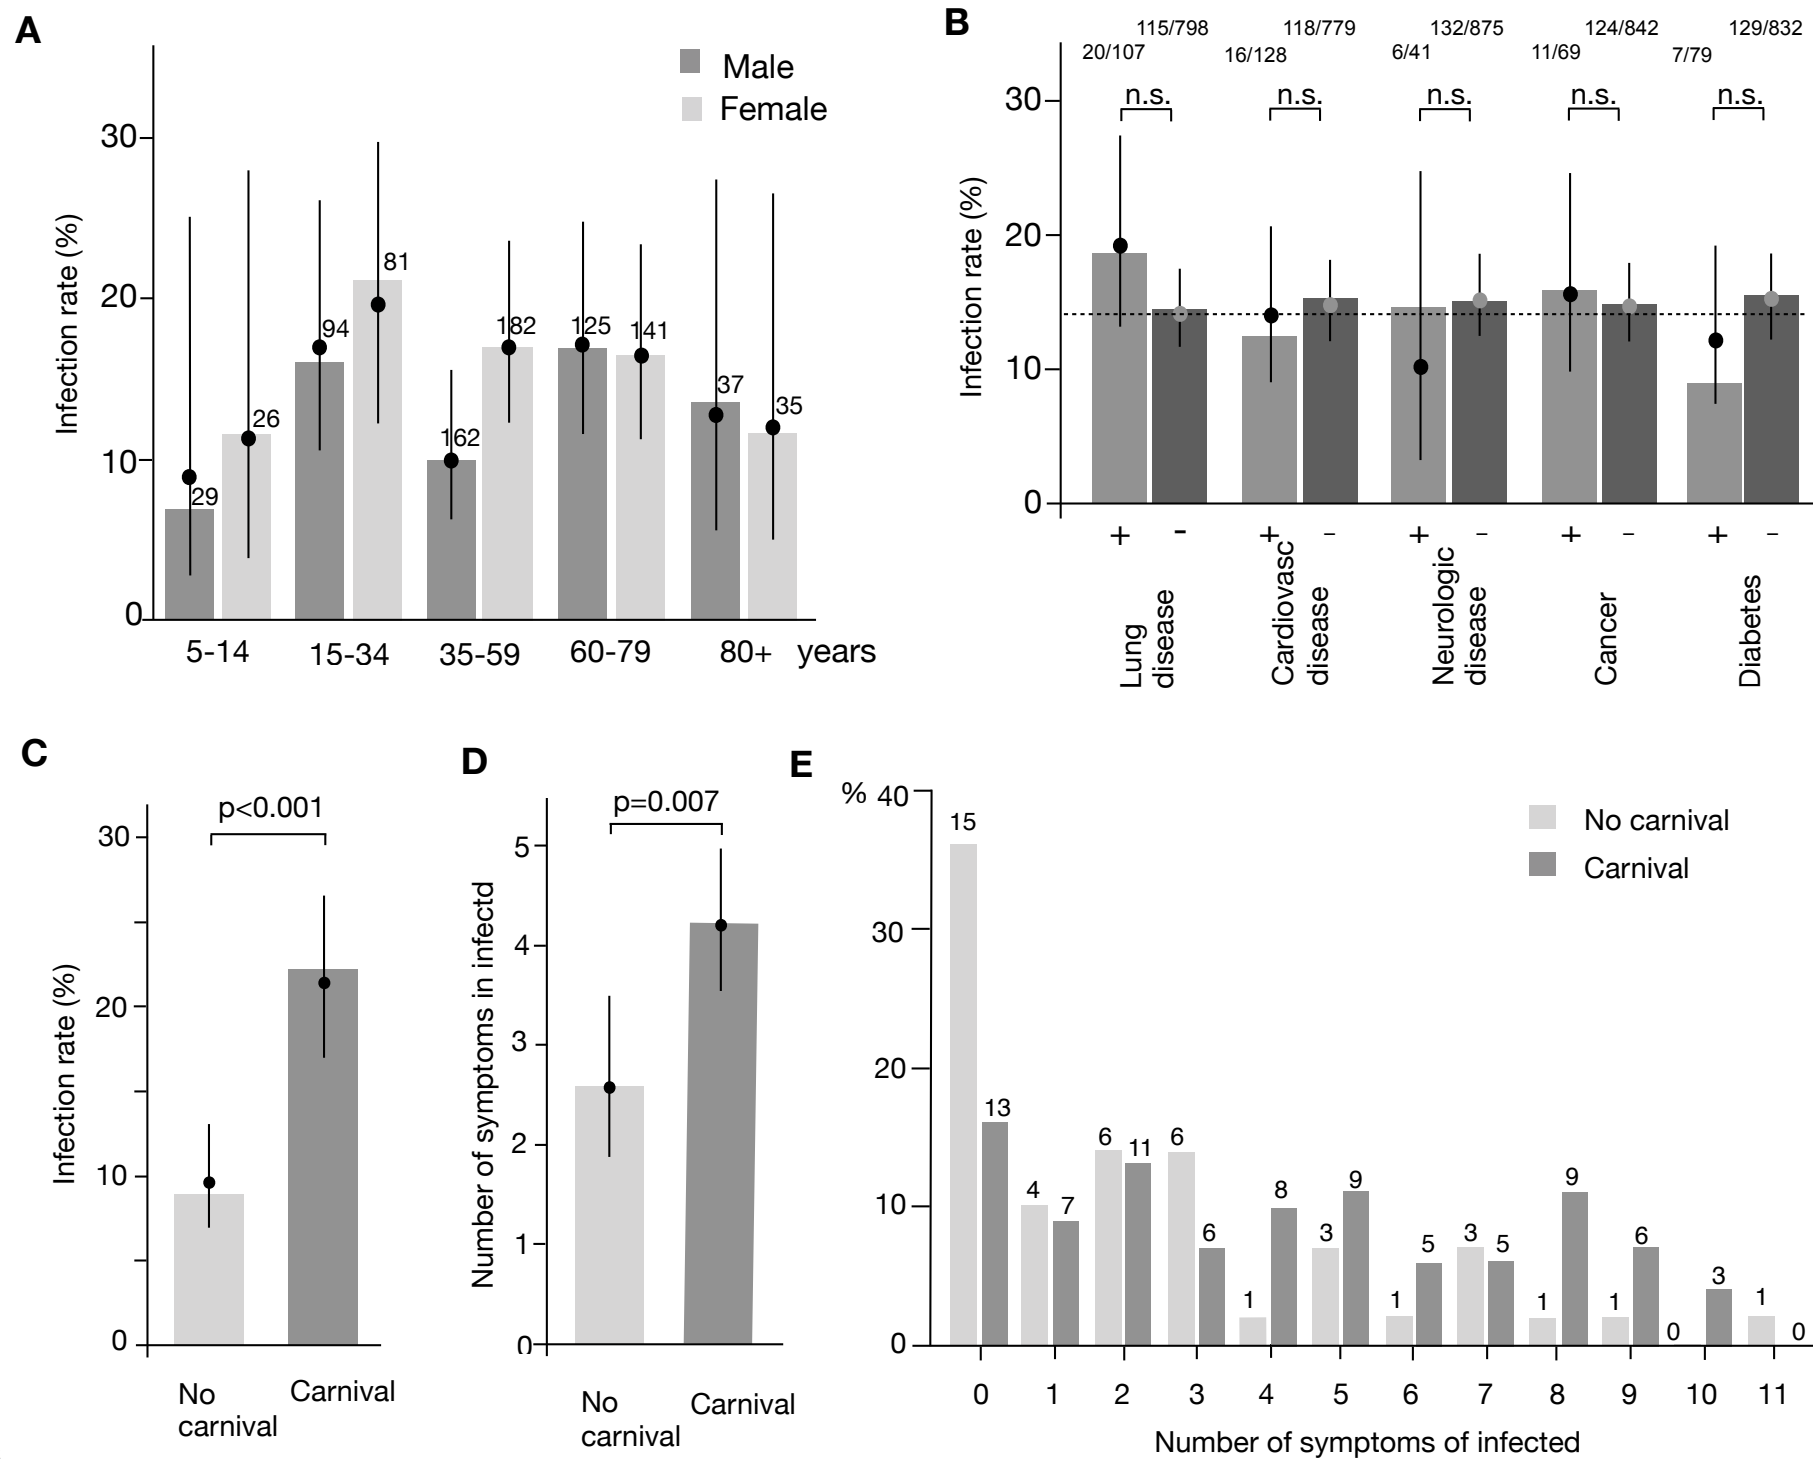 A
Male
Female
Infection rate (%)
30
20
10
0
29
26
94
81
162
182
125
141
37
35
5-14
15-34
35-59
60-79
80+
years
B
115/798
118/779
132/875
124/842
129/832
20/107
16/128
6/41
11/69
7/79
n.s.
n.s.
n.s.
n.s.
n.s.
Infection rate (%)
30
20
10
0
+
-
+
-
+
-
+
-
+
-
Lung
disease
Cardiovasc
disease
Neurologic
disease
Cancer
Diabetes
C
p<0.001
Infection rate (%)
30
20
10
0
No
carnival
Carnival
D
p=0.007
Number of symptoms in infectd
5
4
3
2
1
0
No
carnival
Carnival
E
%
40
30
20
10
0
No carnival
Carnival
15
13
4
7
6
11
6
6
1
8
3
9
1
5
3
5
1
9
1
6
0
3
1
0
0
1
2
3
4
5
6
7
8
9
10
11
Number of symptoms of infected